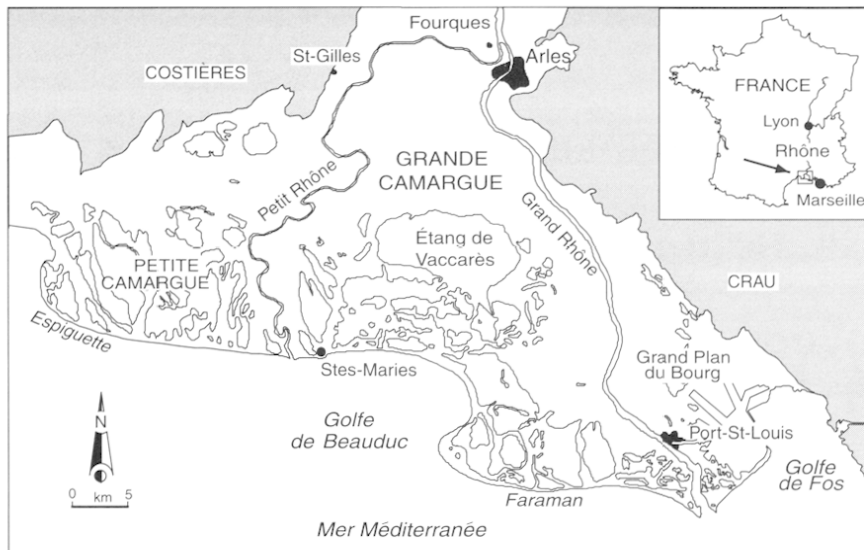 Fourques
St-Gilles
Arles
COSTIÈRES
FRANCE
Lyon
Rhône
Marseille
GRANDE
CAMARGUE
Petit Rhône
Grand Rhône
Étang de
Vaccarès
PETITE
CAMARGUE
CRAU
Espiguette
Grand Plan
du Bourg
Stes-Maries
Port-St-Louis
Golfe
de Beauduc
Golfe
de Fos
Faraman
N
0 km 5
Mer Méditerranée